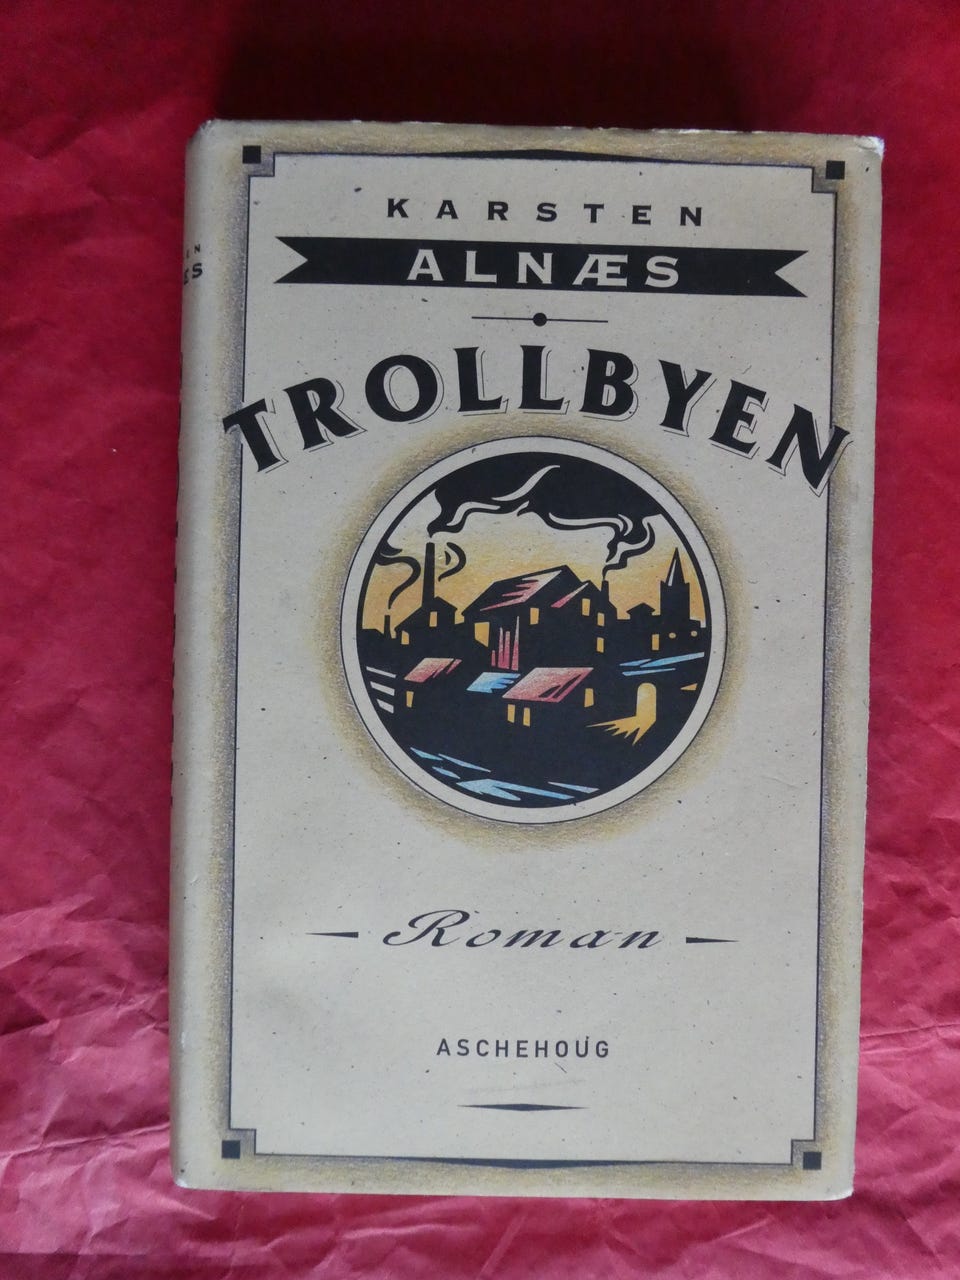 KARSTEN
ALNÆS
TROLLBYEN
Roman
ASCHEHOUG